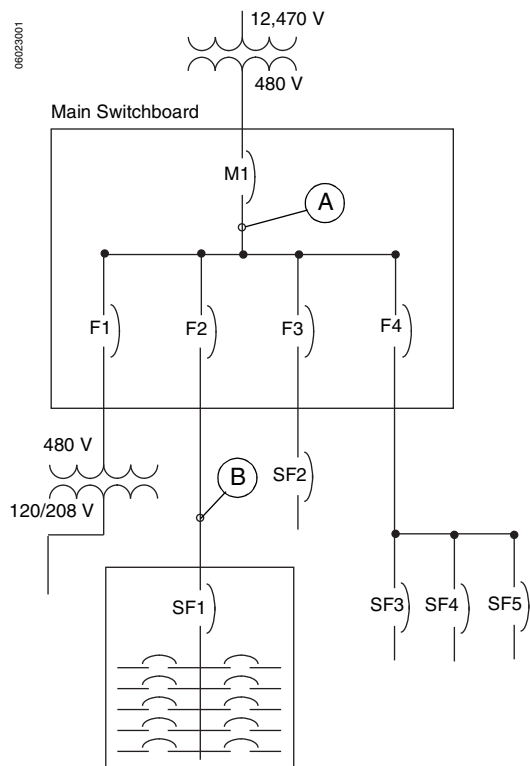 06023001
12,470 V
480 V
Main Switchboard
M1
A
F1
F2
F3
F4
480 V
SF2
120/208 V
B
SF1
SF3
SF4
SF5